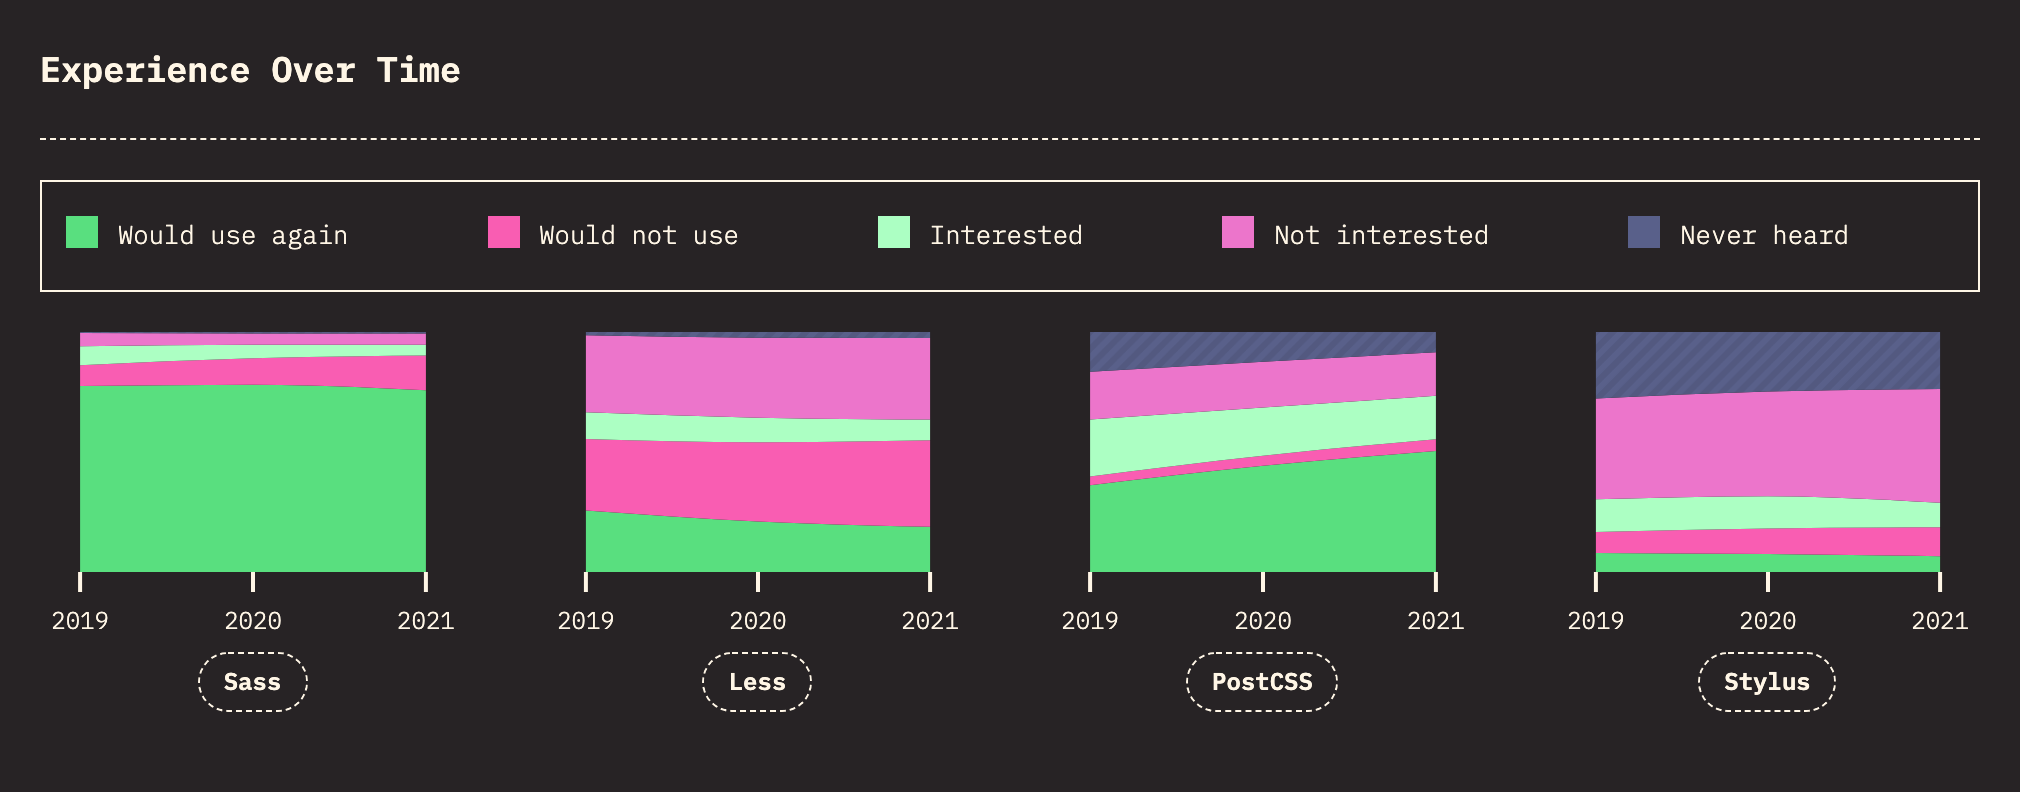 Experience Over Time
Would use again
Would not use
Interested
Not interested
Never heard
2019 2020 2021
Sass
2019 2020 2021
Less
2019 2020 2021
PostCSS
2019 2020 2021
Stylus